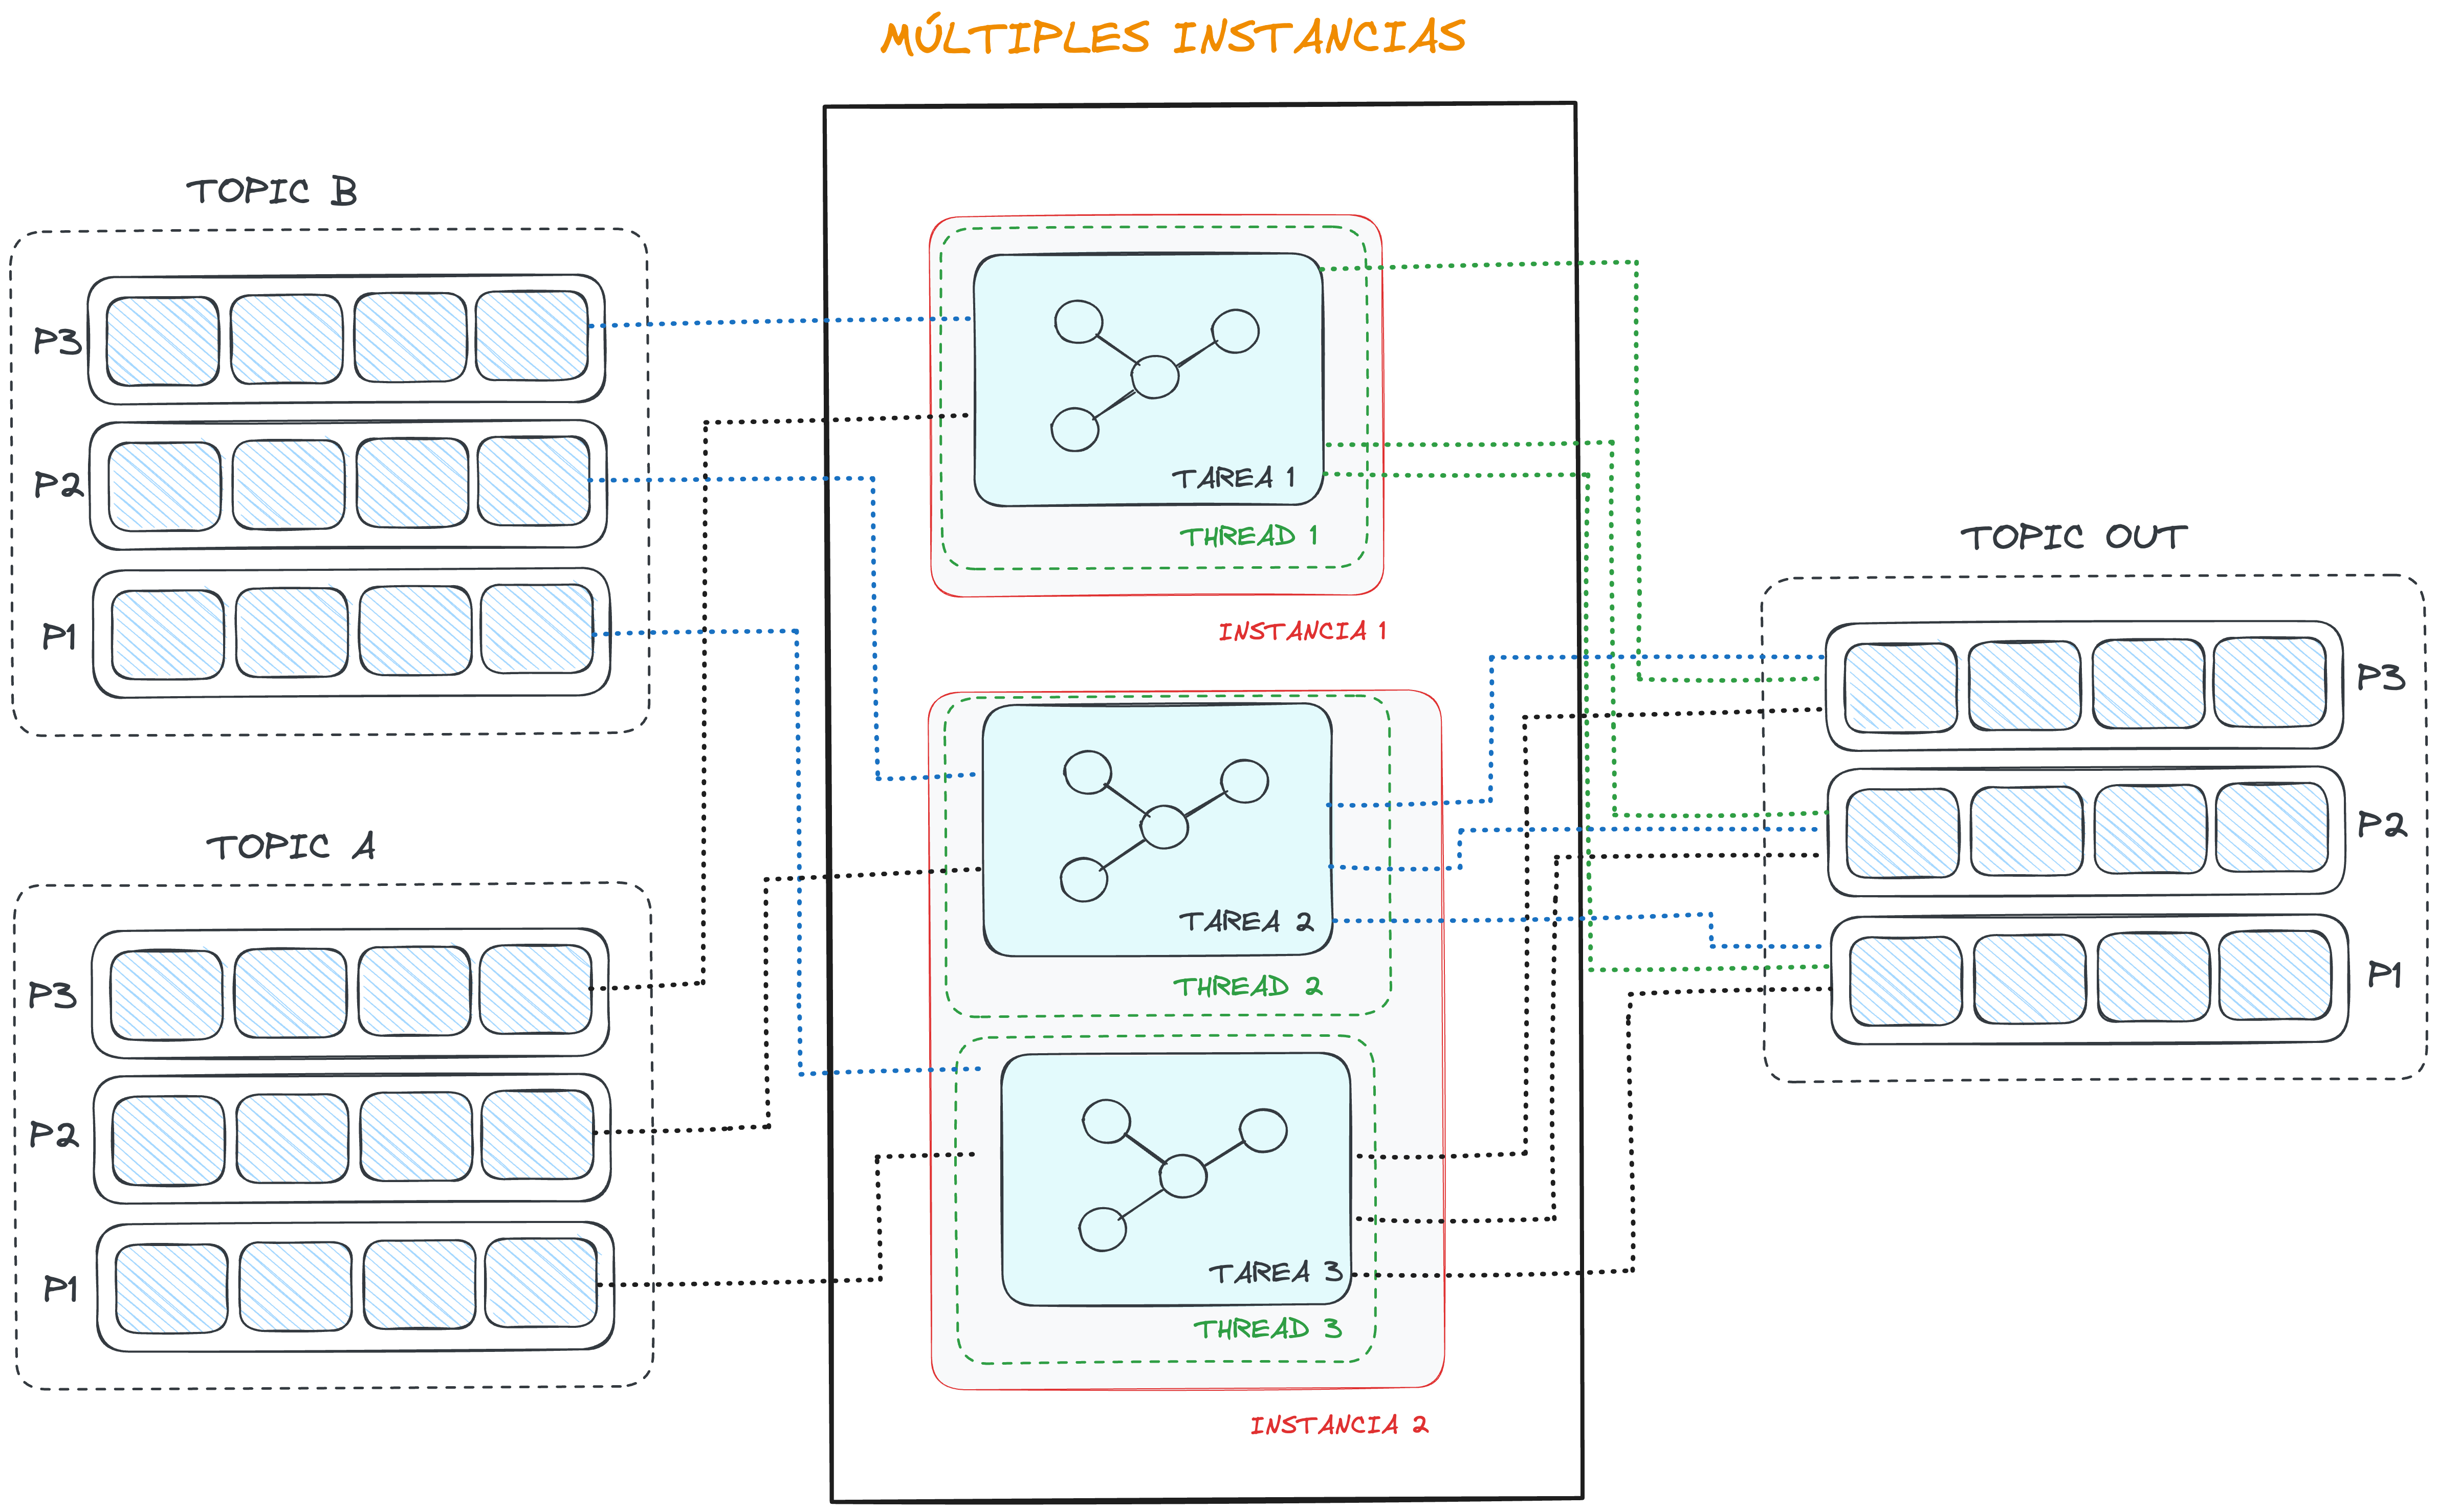 MÚLTIPLES INSTANCIAS
TOPIC B
P3
P2
P1
TOPIC A
P3
P2
P1
TAREA 1
THREAD 1
INSTANCIA 1
TAREA 2
THREAD 2
TAREA 3
THREAD 3
INSTANCIA 2
TOPIC OUT
P3
P2
P1